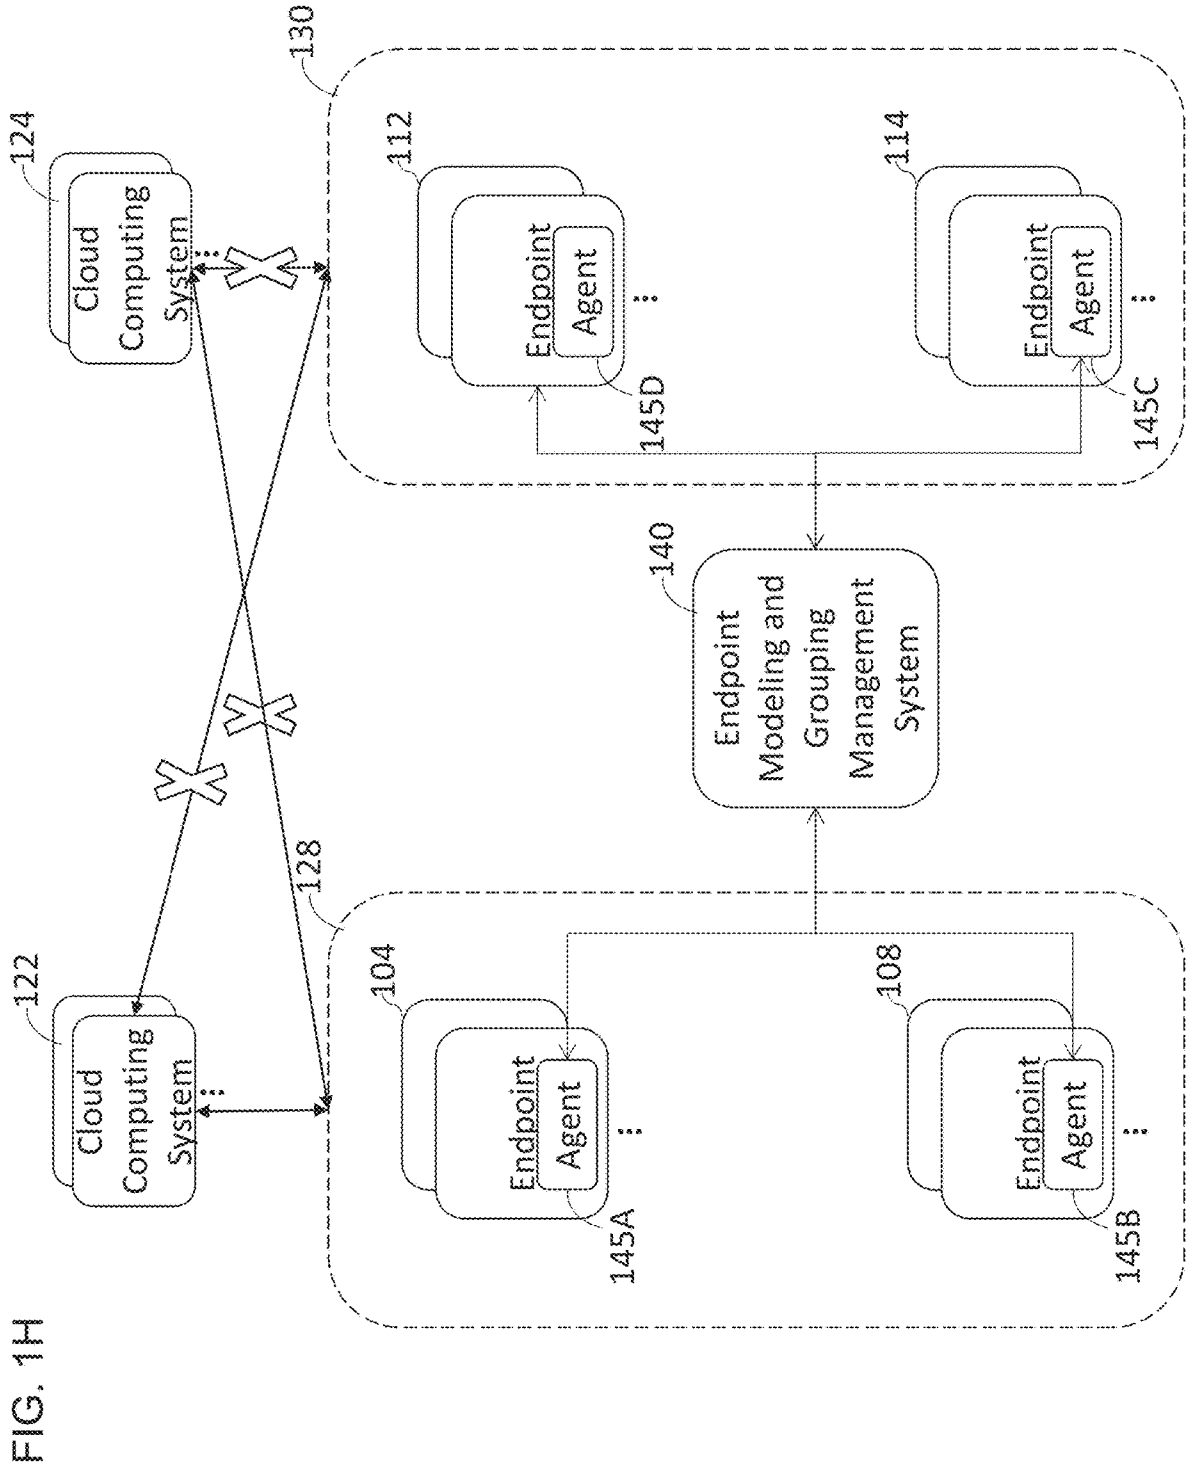 FIG. 1H
122
Cloud
Computing
System
...
124
Cloud
Computing
System
...
128
104
Endpoint
Agent
145A
...
108
Endpoint
Agent
145B
...
140
Endpoint
Modeling and
Grouping
Management
System
130
112
Endpoint
Agent
145D
...
114
Endpoint
Agent
145C
...